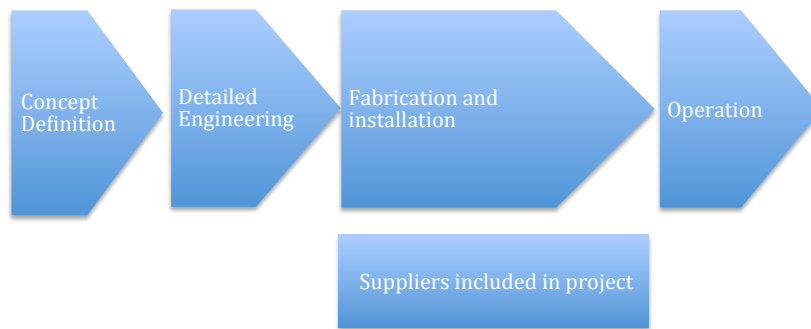 Concept
Definition
Detailed
Engineering
Fabrication and
installation
Operation
Suppliers included in project